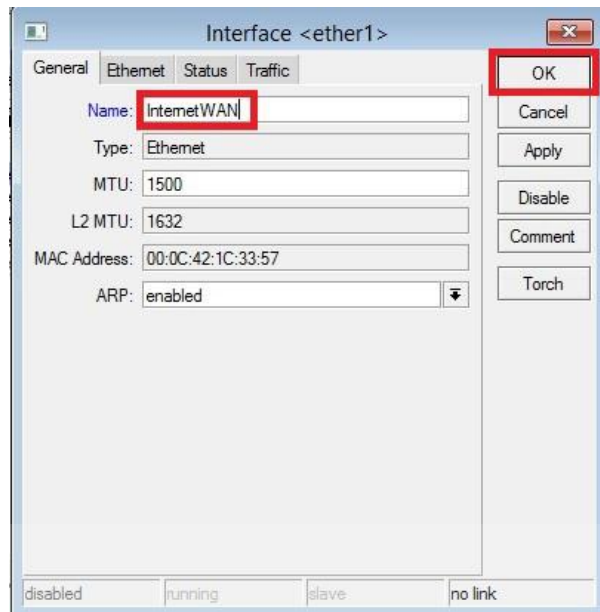 Interface <ether1>
General Ethernet Status Traffic
Name: InternetWAN
Type: Ethernet
MTU: 1500
L2 MTU: 1632
MAC Address: 00:0C:42:1C:33:57
ARP: enabled
OK
Cancel
Apply
Disable
Comment
Torch
disabled running slave no link